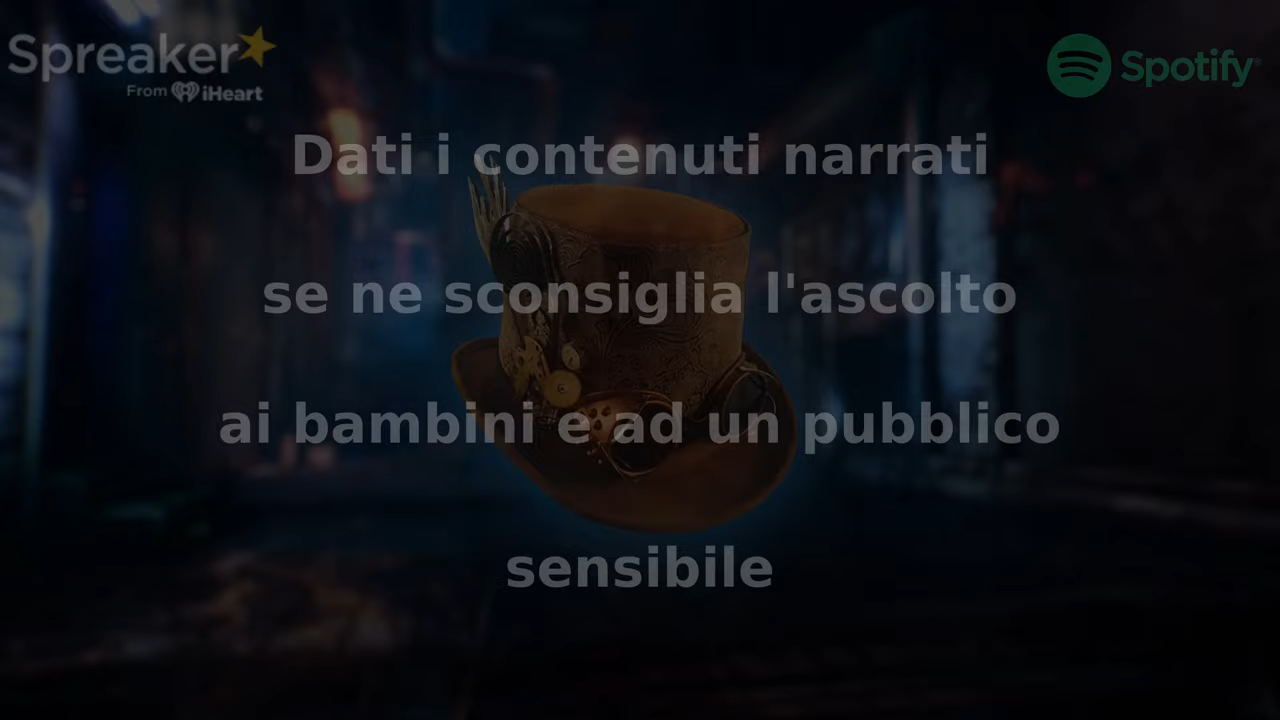 Spreaker
From iHeart
Spotify
Dati i contenuti narrati
se ne sconsiglia l'ascolto
ai bambini e ad un pubblico
sensibile